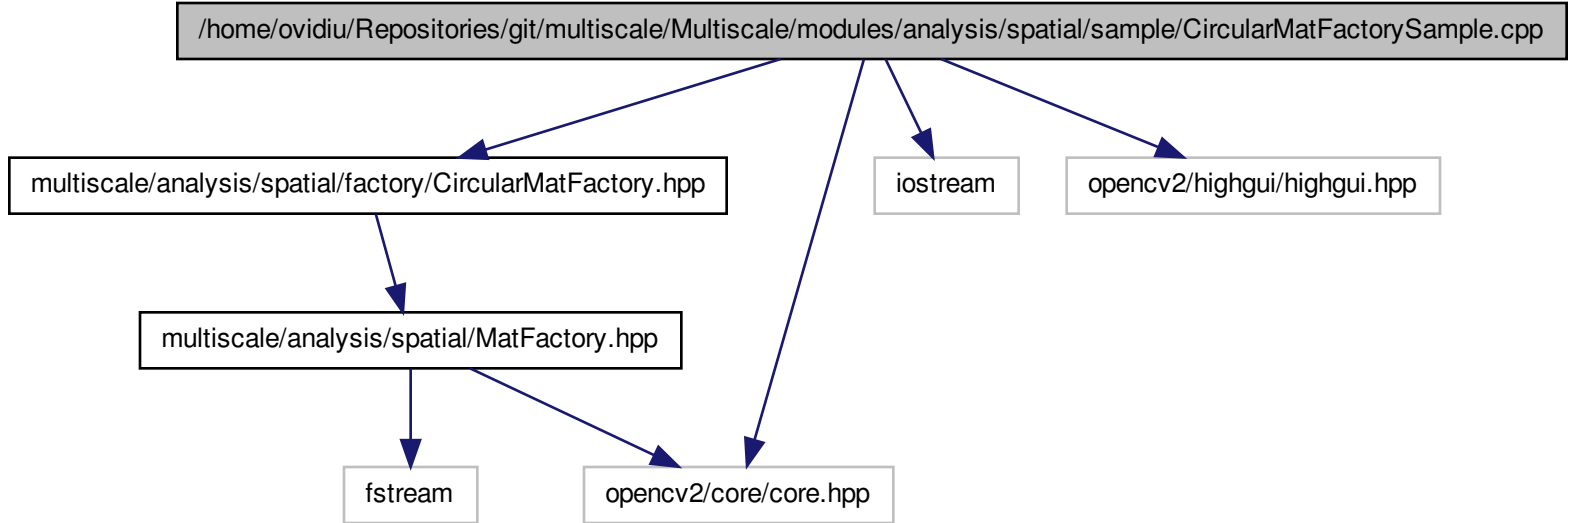 /home/ovidiu/Repositories/git/multiscale/Multiscale/modules/analysis/spatial/sample/CircularMatFactorySample.cpp
multiscale/analysis/spatial/factory/CircularMatFactory.hpp
iostream
opencv2/highgui/highgui.hpp
multiscale/analysis/spatial/MatFactory.hpp
fstream
opencv2/core/core.hpp